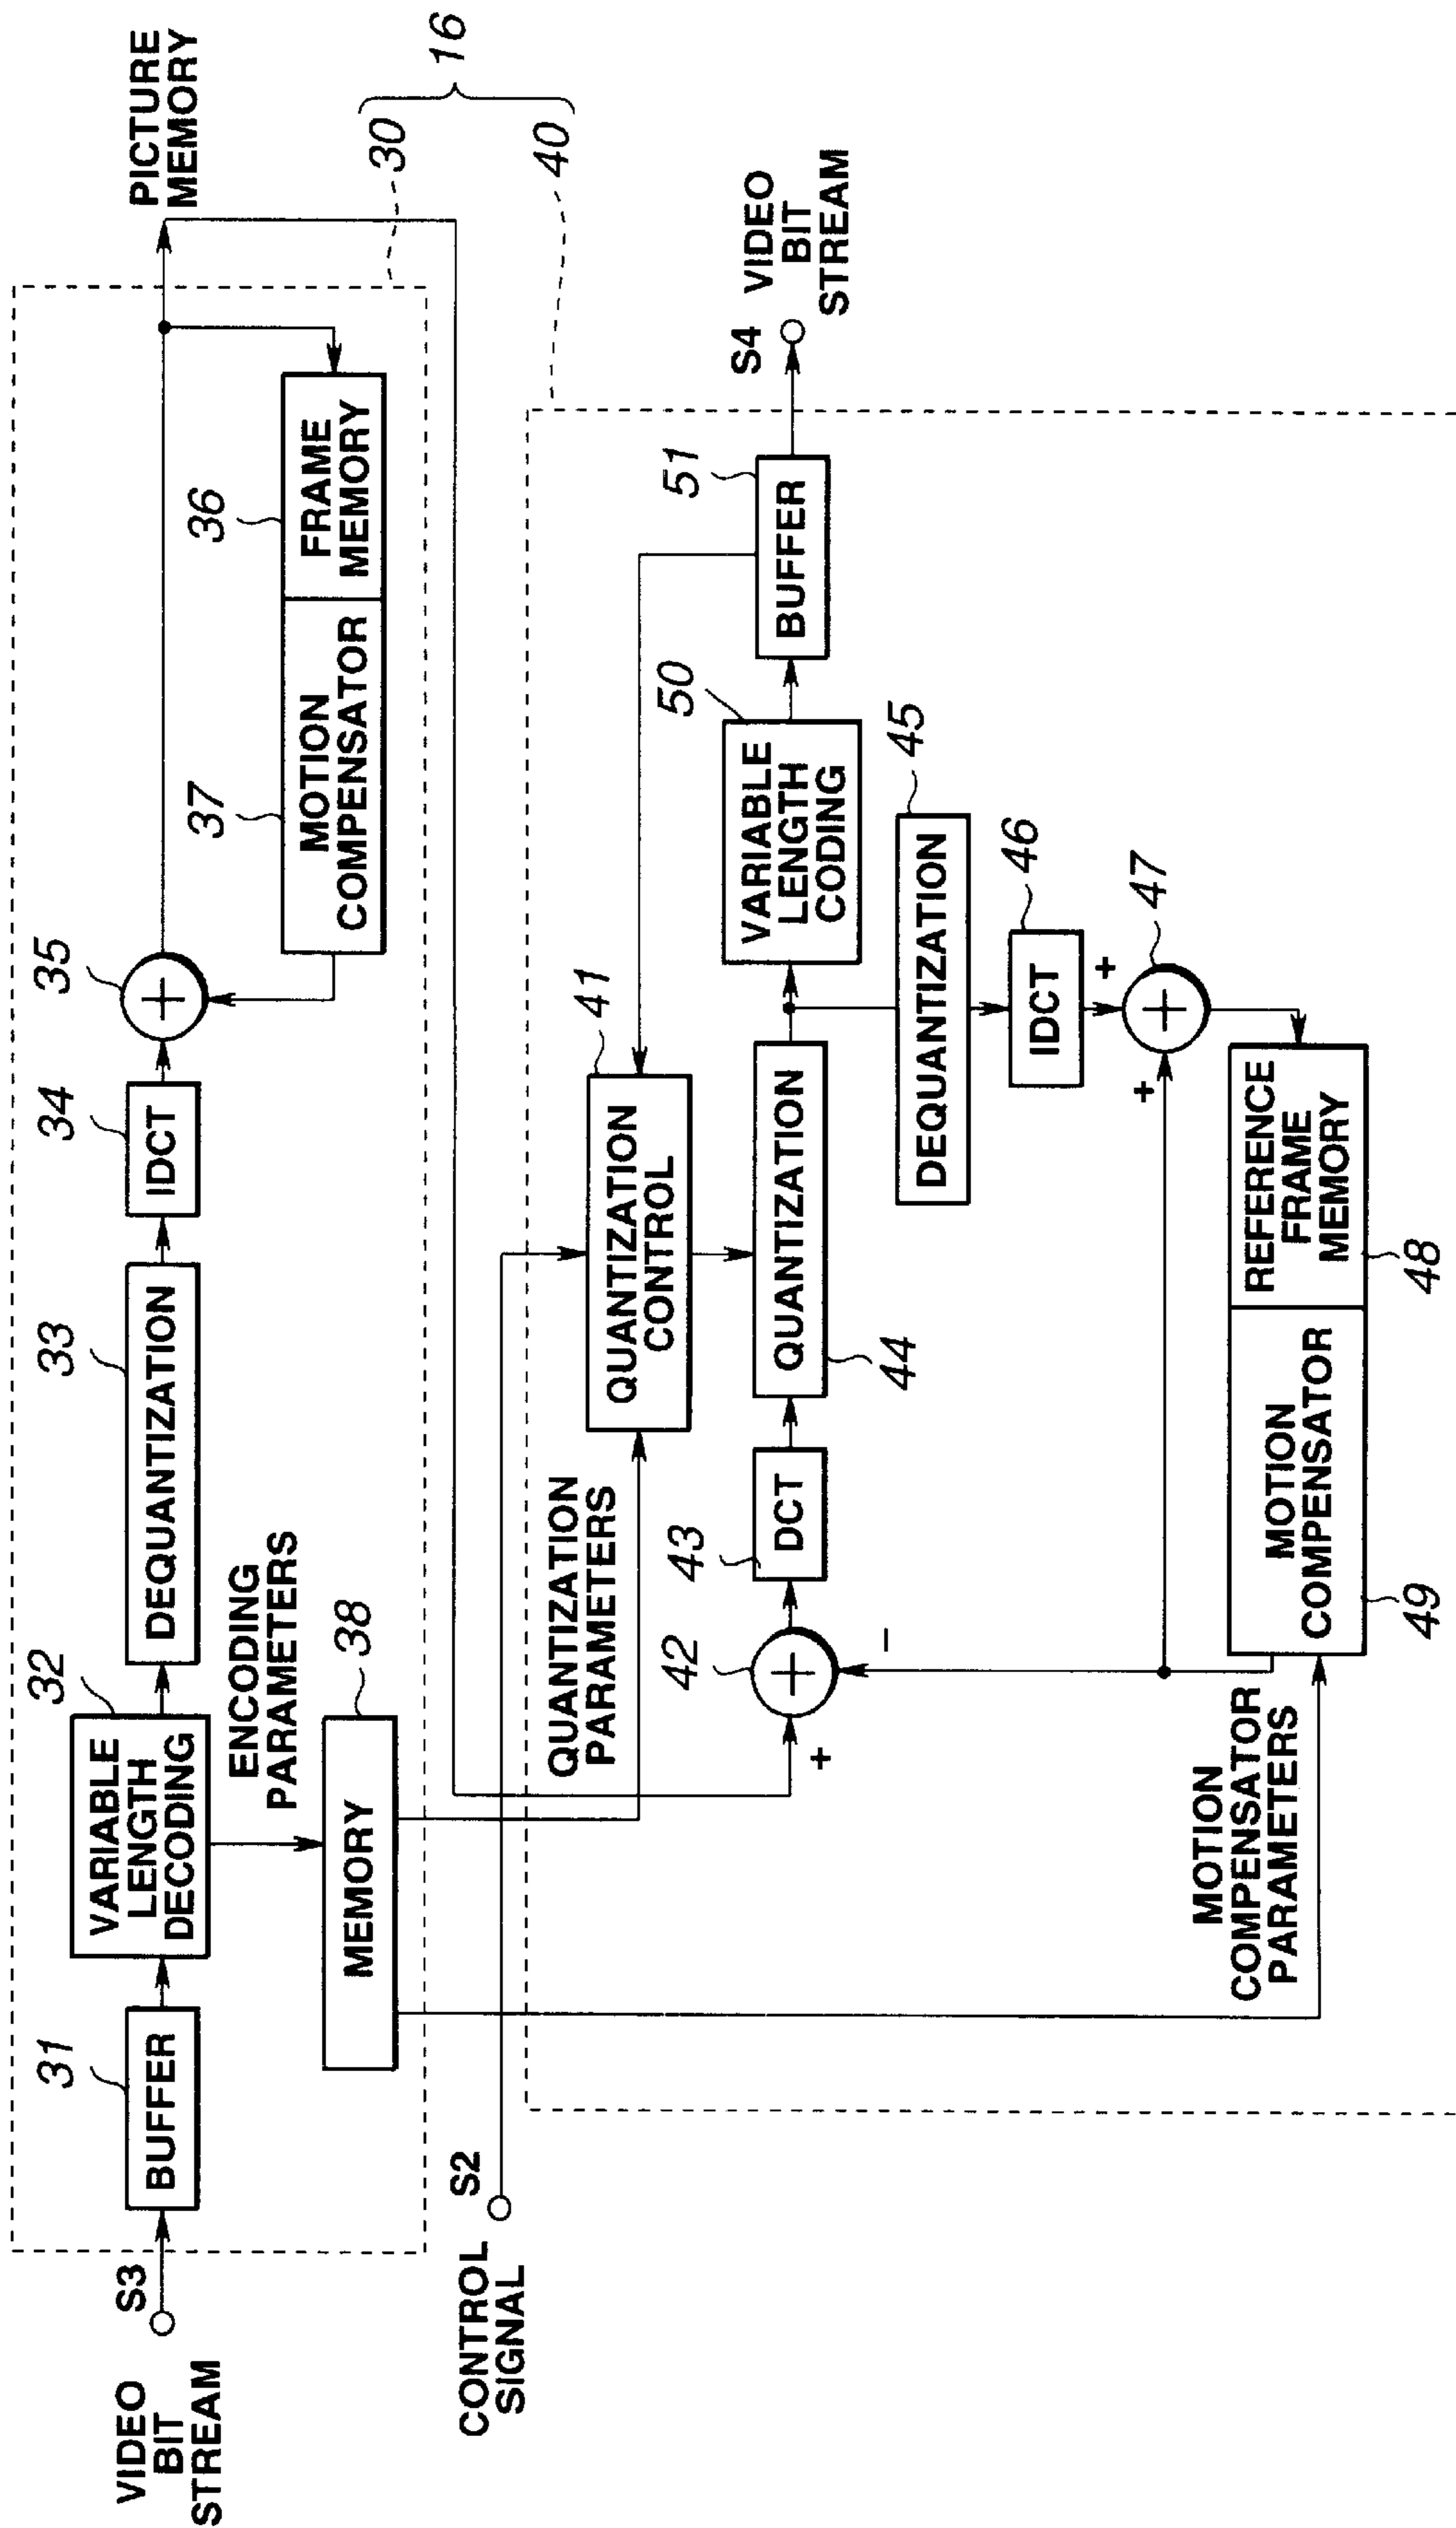 VIDEO
BIT
STREAM
S3
31
BUFFER
32
VARIABLE
LENGTH
DECODING
33
DEQUANTIZATION
34
IDCT
35
+
37
MOTION
COMPENSATOR
36
FRAME
MEMORY
PICTURE
MEMORY
30
16
40
ENCODING
PARAMETERS
38
MEMORY
CONTROL
SIGNAL
S2
QUANTIZATION
PARAMETERS
41
QUANTIZATION
CONTROL
42
+
+
−
43
DCT
QUANTIZATION
44
50
VARIABLE
LENGTH
CODING
51
BUFFER
S4
VIDEO
BIT
STREAM
DEQUANTIZATION
45
IDCT
46
+
+
+
47
MOTION
COMPENSATOR
PARAMETERS
MOTION
COMPENSATOR
49
REFERENCE
FRAME
MEMORY
48